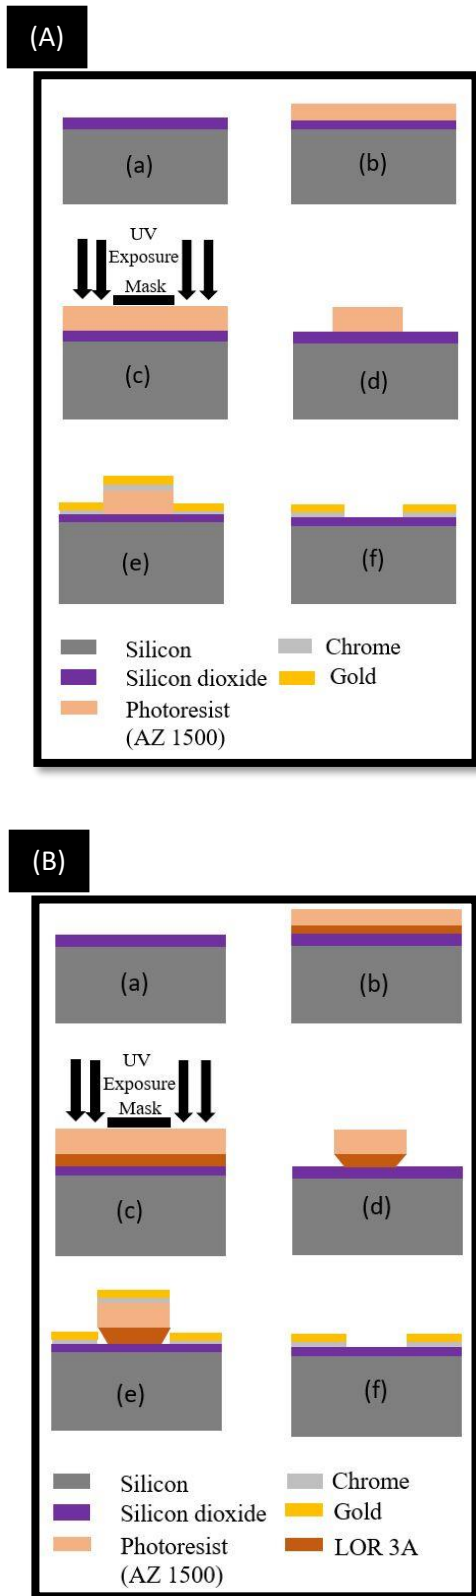 (A)
(a)
(b)
UV
Exposure
Mask
(c)
(d)
(e)
(f)
Silicon
Chrome
Silicon dioxide
Gold
Photoresist
(AZ 1500)
(B)
(a)
(b)
UV
Exposure
Mask
(c)
(d)
(e)
(f)
Silicon
Chrome
Silicon dioxide
Gold
Photoresist
LOR 3A
(AZ 1500)